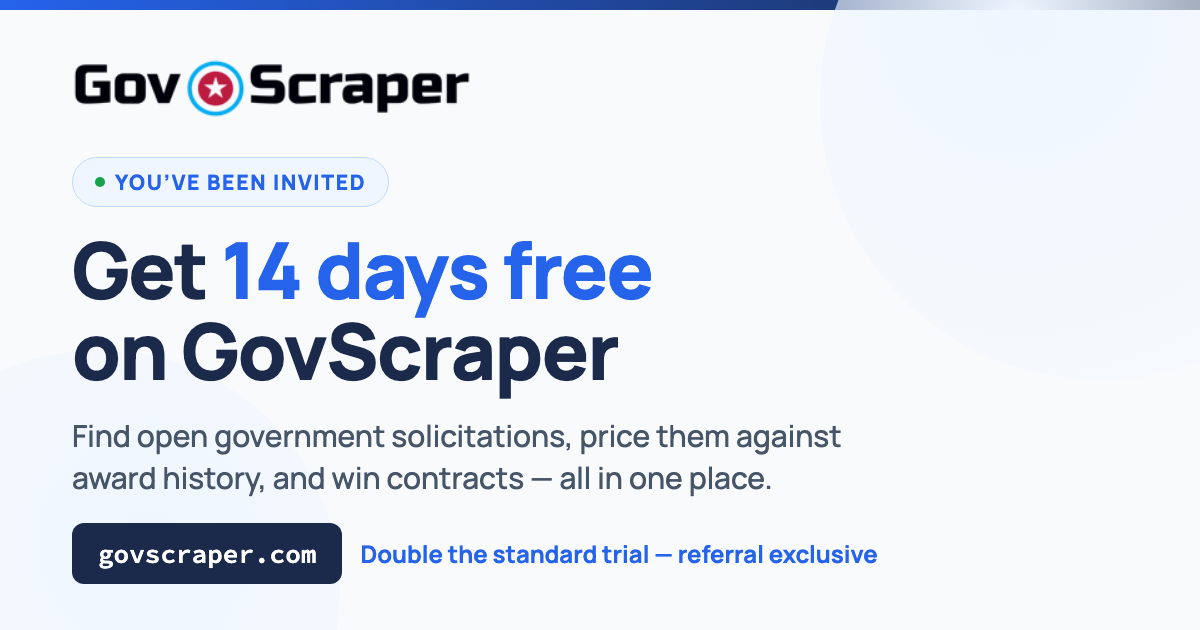 Gov Scraper
YOU’VE BEEN INVITED
Get 14 days free
on GovScraper
Find open government solicitations, price them against
award history, and win contracts — all in one place.
govscraper.com
Double the standard trial — referral exclusive